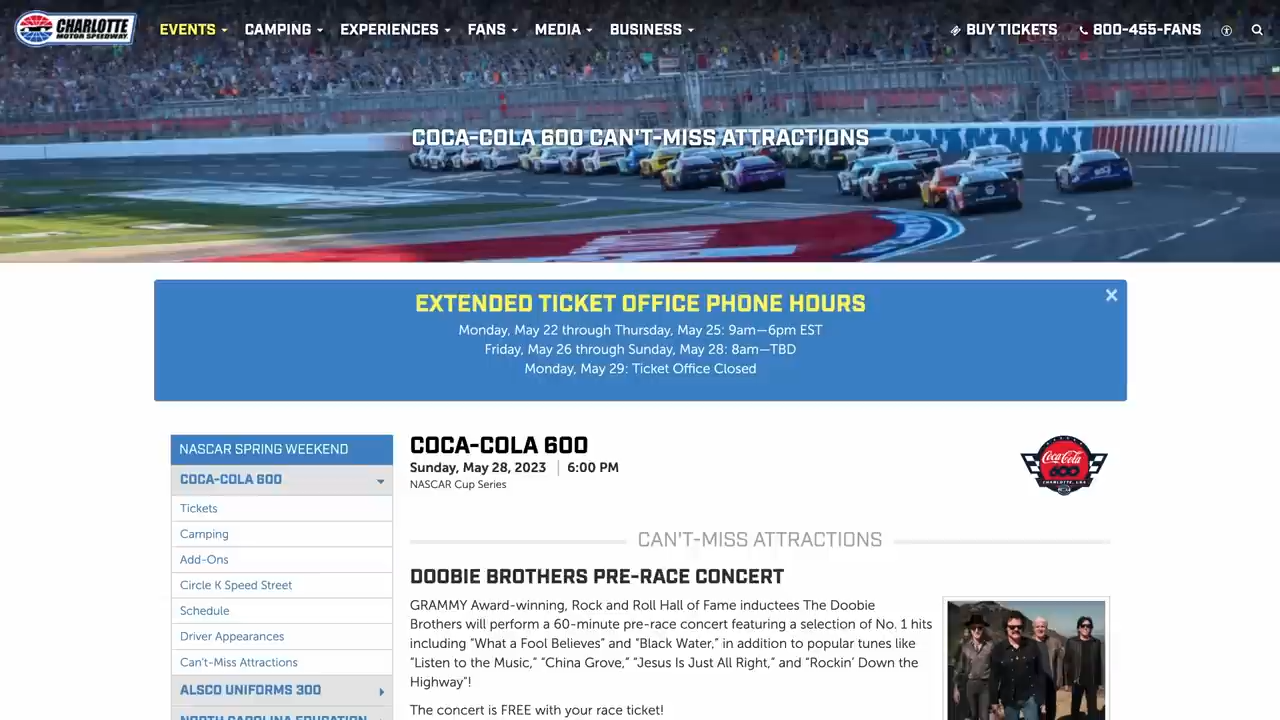 CHARLOTTE
MOTOR SPEEDWAY
EVENTS
CAMPING
EXPERIENCES
FANS
MEDIA
BUSINESS
BUY TICKETS
800-455-FANS
COCA-COLA 600 CAN'T-MISS ATTRACTIONS
EXTENDED TICKET OFFICE PHONE HOURS
Monday, May 22 through Thursday, May 25: 9am—6pm EST
Friday, May 26 through Sunday, May 28: 8am—TBD
Monday, May 29: Ticket Office Closed
NASCAR SPRING WEEKEND
COCA-COLA 600
Tickets
Camping
Add-Ons
Circle K Speed Street
Schedule
Driver Appearances
Can't-Miss Attractions
ALSCO UNIFORMS 300
NORTH CAROLINA EDUCATION
COCA-COLA 600
Sunday, May 28, 2023 | 6:00 PM
NASCAR Cup Series
Coca-Cola
600
CHARLOTTE, USA
CAN'T-MISS ATTRACTIONS
DOOBIE BROTHERS PRE-RACE CONCERT
GRAMMY Award-winning, Rock and Roll Hall of Fame inductees The Doobie
Brothers will perform a 60-minute pre-race concert featuring a selection of No. 1 hits
including “What a Fool Believes” and “Black Water,” in addition to popular tunes like
“Listen to the Music,” “China Grove,” “Jesus Is Just All Right,” and “Rockin’ Down the
Highway”!
The concert is FREE with your race ticket!